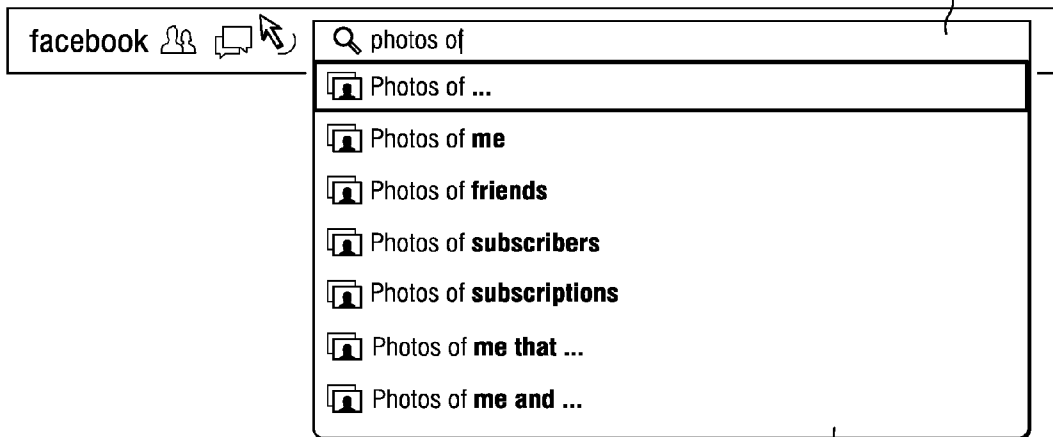 facebook photos of
Photos of ...
Photos of me
Photos of friends
Photos of subscribers
Photos of subscriptions
Photos of me that ...
Photos of me and ...